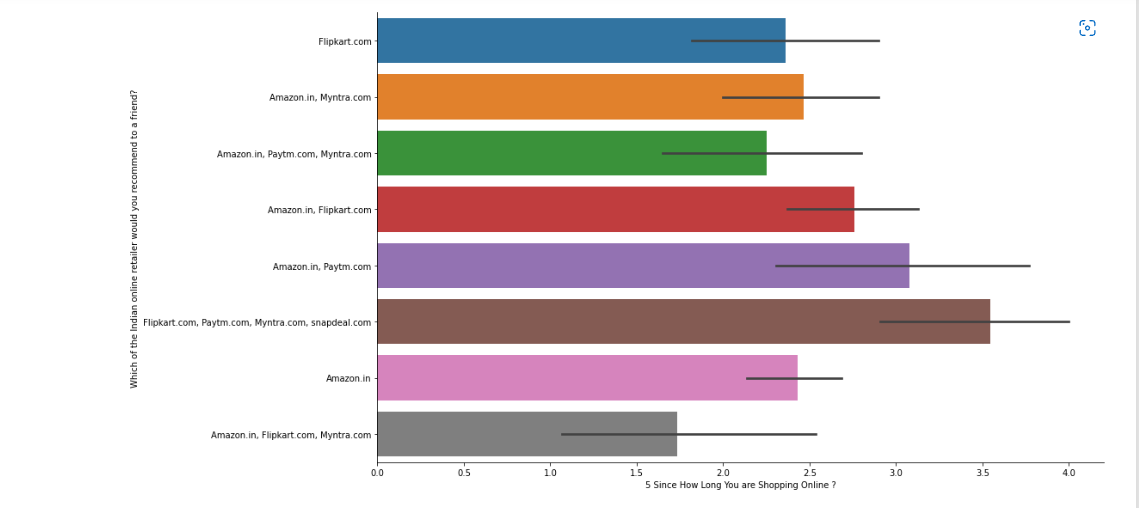 Flipkart.com
Amazon.in, Myntra.com
Amazon.in, Paytm.com, Myntra.com
Amazon.in, Flipkart.com
Amazon.in, Paytm.com
Flipkart.com, Paytm.com, Myntra.com, snapdeal.com
Amazon.in
Amazon.in, Flipkart.com, Myntra.com
Which of the Indian online retailer would you recommend to a friend?
0.0 0.5 1.0 1.5 2.0 2.5 3.0 3.5 4.0
5 Since How Long You are Shopping Online ?